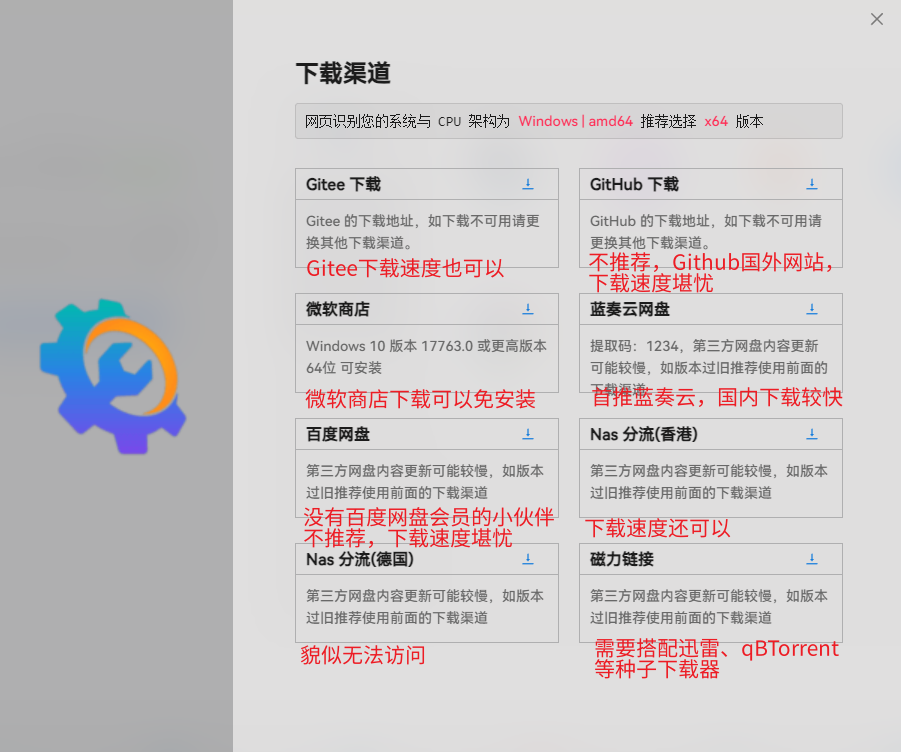 下载渠道
网页识别您的系统与 CPU 架构为 Windows | amd64 推荐选择 x64 版本
Gitee 下载
Gitee 的下载地址，如下载不可用请更
换其他下载渠道。
Gitee下载速度也可以
GitHub 下载
GitHub 的下载地址，如下载不可用请
更换其他下载渠道。
不推荐，Github国外网站，
下载速度堪忧
微软商店
Windows 10 版本 17763.0 或更高版本
64位 可安装
微软商店下载可以免安装
蓝奏云网盘
提取码：1234，第三方网盘内容更新
可能较慢，如版本过旧推荐使用前面的
下载渠道
首推蓝奏云，国内下载较快
百度网盘
第三方网盘内容更新可能较慢，如版本
过旧推荐使用前面的下载渠道
没有百度网盘会员的小伙伴
不推荐，下载速度堪忧
Nas 分流(香港)
第三方网盘内容更新可能较慢，如版本
过旧推荐使用前面的下载渠道
下载速度还可以
Nas 分流(德国)
第三方网盘内容更新可能较慢，如版本
过旧推荐使用前面的下载渠道
貌似无法访问
磁力链接
第三方网盘内容更新可能较慢，如版本
过旧推荐使用前面的下载渠道
需要搭配迅雷、qBTorrent
等种子下载器